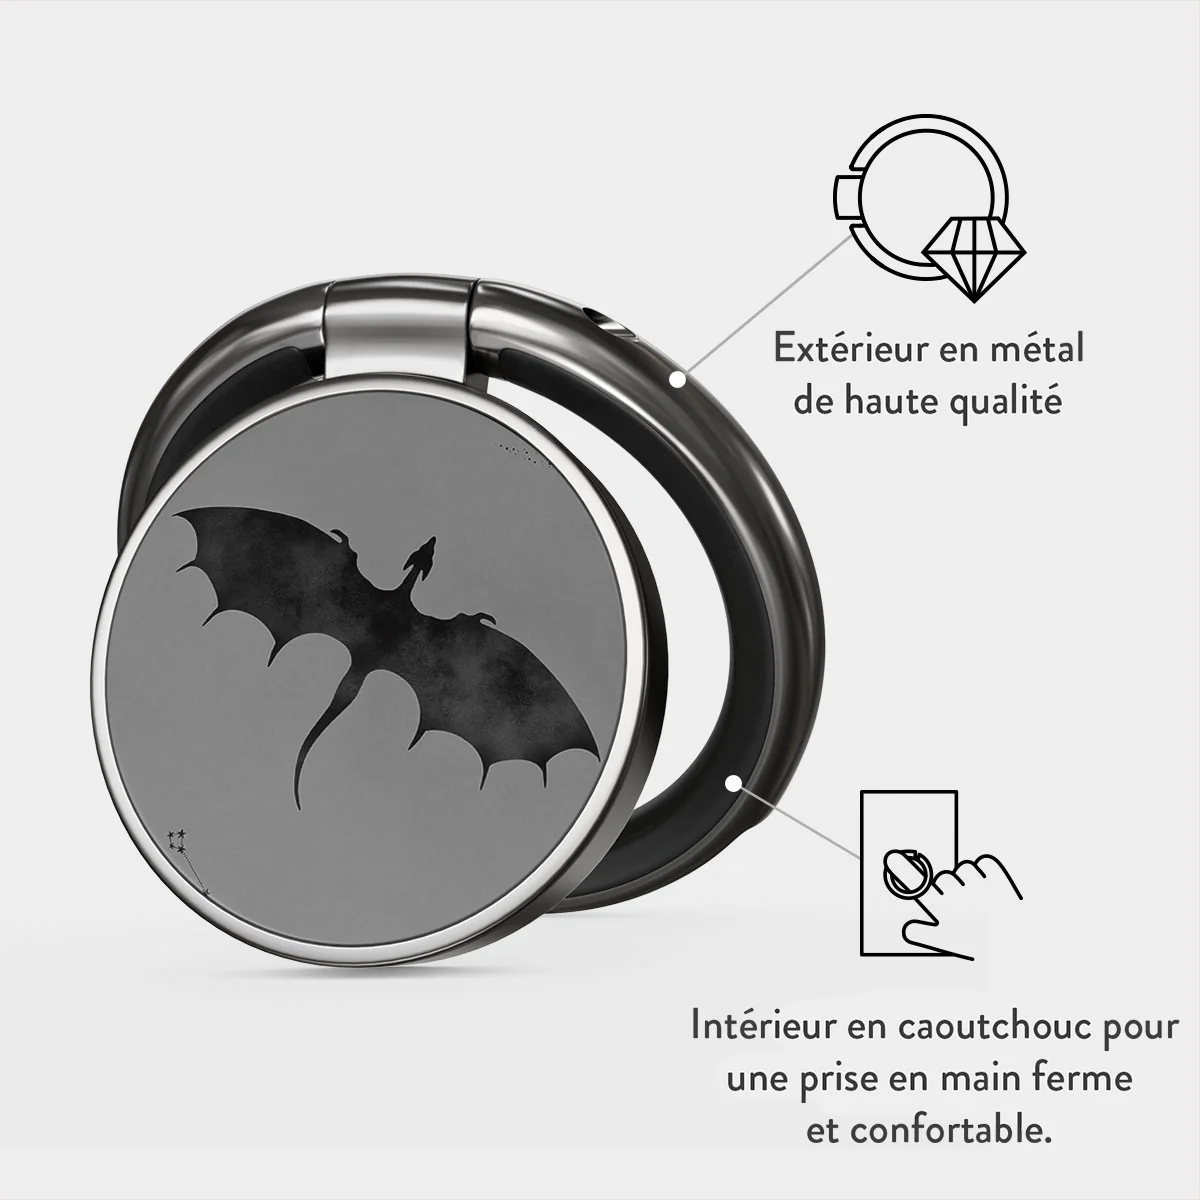 Extérieur en métal
de haute qualité
Intérieur en caoutchouc pour
une prise en main ferme
et confortable.